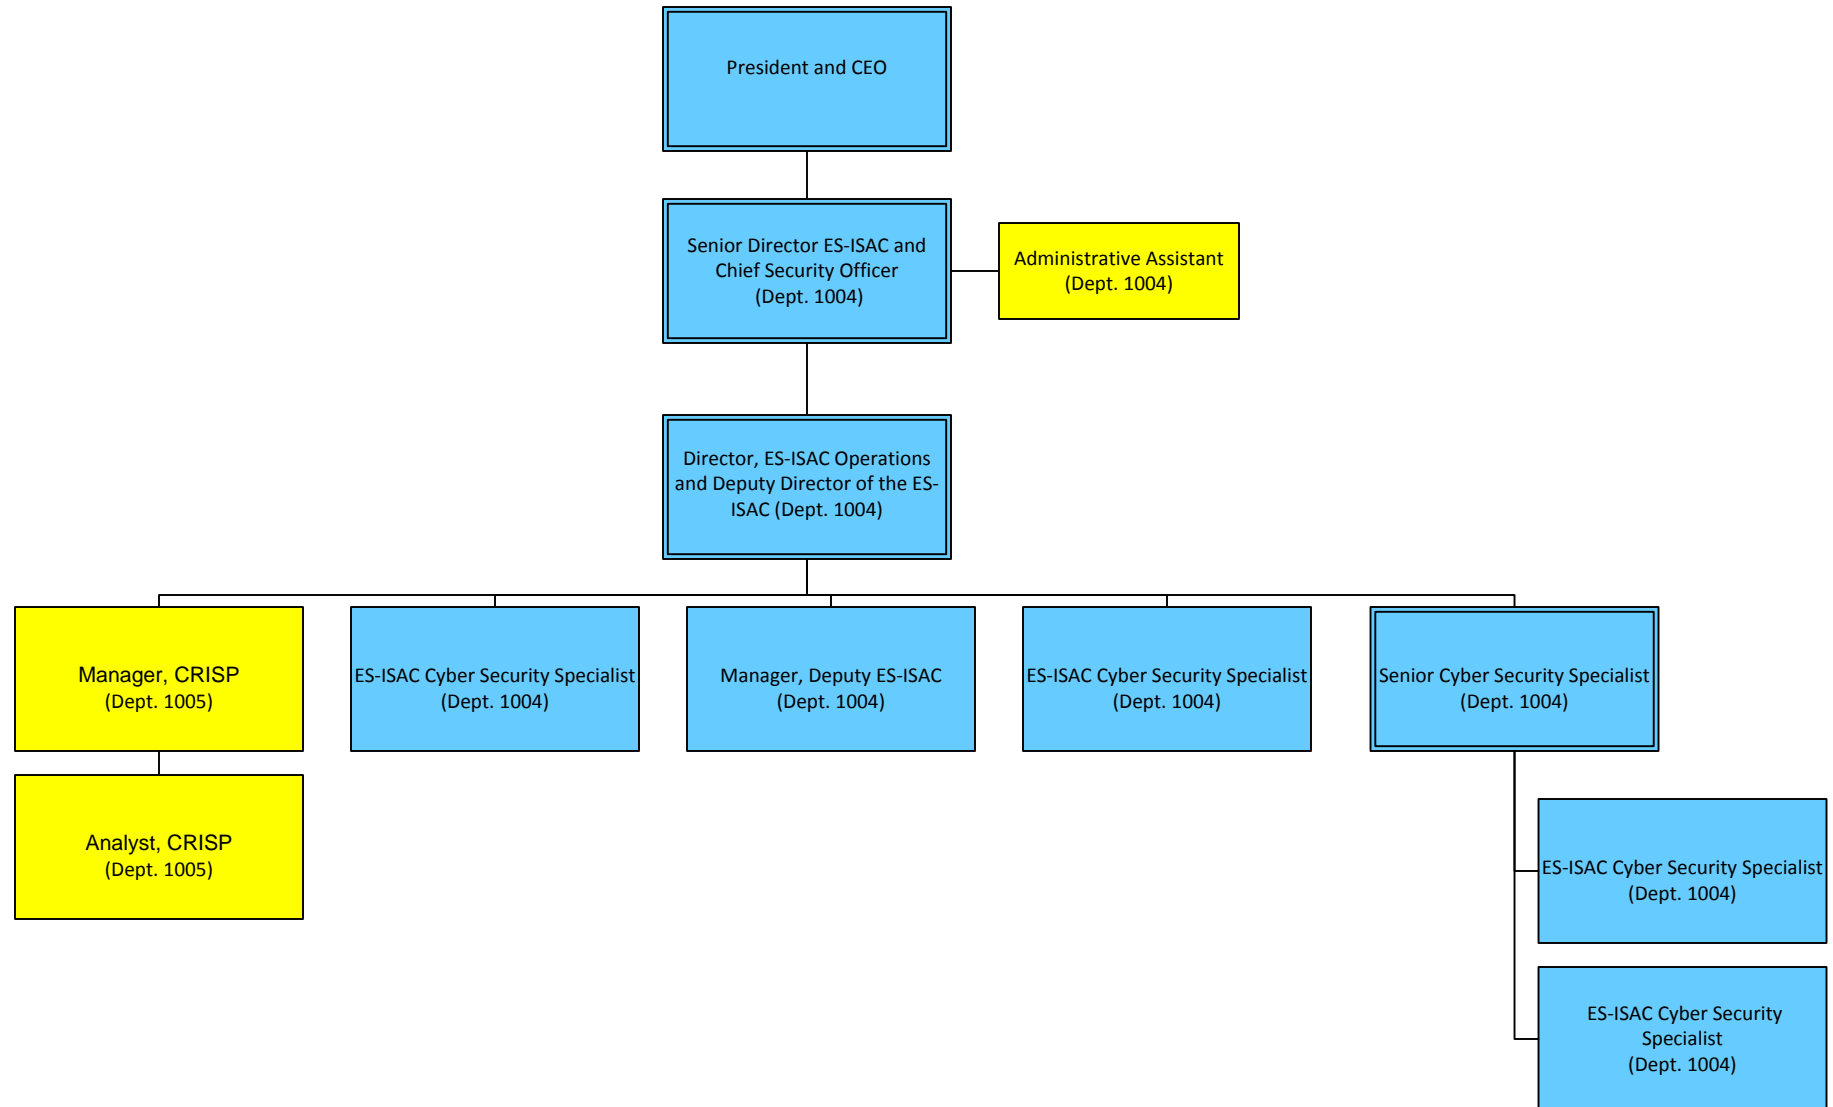 President and CEO
Senior Director ES-ISAC and
Chief Security Officer
(Dept. 1004)
Administrative Assistant
(Dept. 1004)
Director, ES-ISAC Operations
and Deputy Director of the ES-
ISAC (Dept. 1004)
Manager, CRISP
(Dept. 1005)
ES-ISAC Cyber Security Specialist
(Dept. 1004)
Manager, Deputy ES-ISAC
(Dept. 1004)
ES-ISAC Cyber Security Specialist
(Dept. 1004)
Senior Cyber Security Specialist
(Dept. 1004)
Analyst, CRISP
(Dept. 1005)
ES-ISAC Cyber Security Specialist
(Dept. 1004)
ES-ISAC Cyber Security
Specialist
(Dept. 1004)